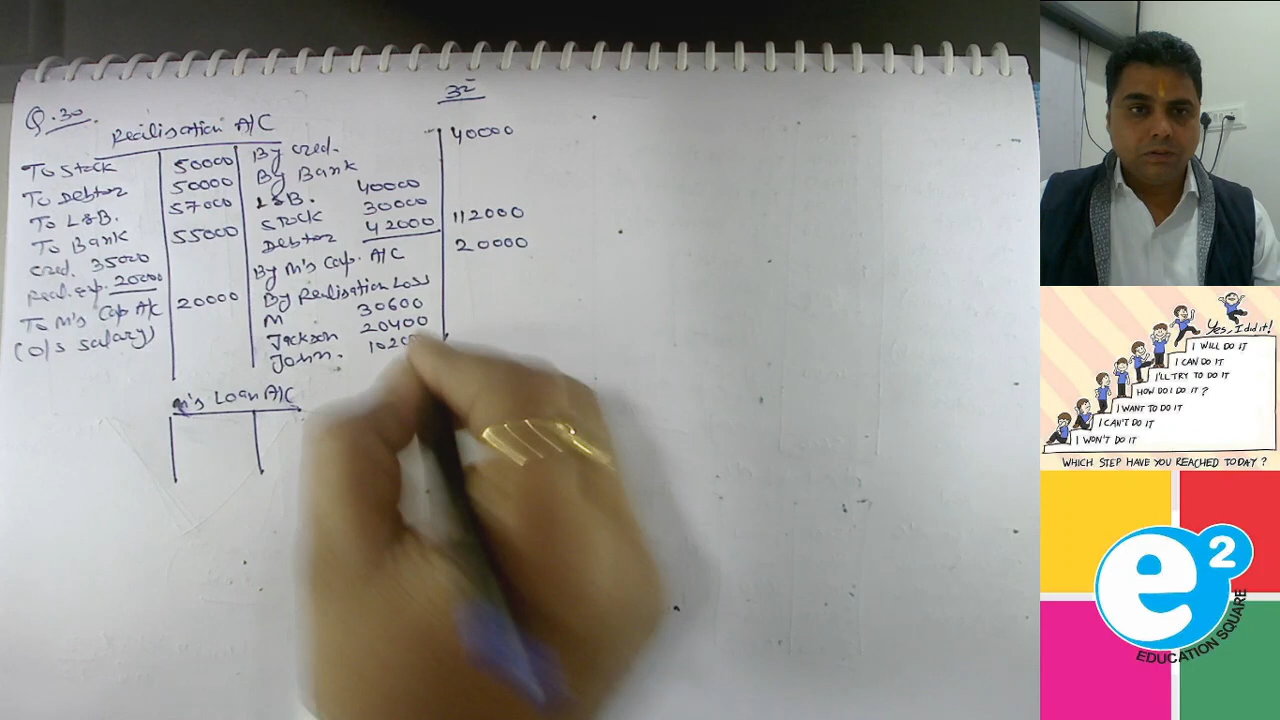 32
Q.30.
Realisation A/C
To Stock 50000 By cred. 40000
To Debtor 50000 By Bank
To L&B. 57000 L&B. 40000
To Bank 55000 Stock 30000
cred. 35000 Debtor 42000 112000
Real. exp. 20000 By M's Cap. A/C 20000
To M's Cap A/C 20000 By Realisation Loss
(O/s salary) M 30600
Jackson 20400
John.
M's Loan A/C
Yes, I did it!
I WILL DO IT
I CAN DO IT
I'LL TRY TO DO IT
HOW DO I DO IT?
I WANT TO DO IT
I CAN'T DO IT
I WON'T DO IT
WHICH STEP HAVE YOU REACHED TODAY?
e2
EDUCATION SQUARE